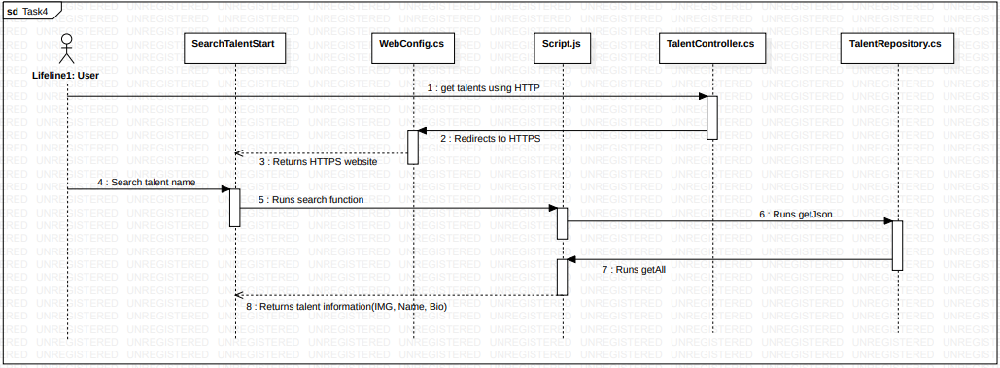 sd Task4
SearchTalentStart
WebConfig.cs
Script.js
TalentController.cs
TalentRepository.cs
Lifeline1: User
1 : get talents using HTTP
2 : Redirects to HTTPS
3 : Returns HTTPS website
4 : Search talent name
5 : Runs search function
6 : Runs getJson
7 : Runs getAll
8 : Returns talent information(IMG, Name, Bio)
UNREGISTERED